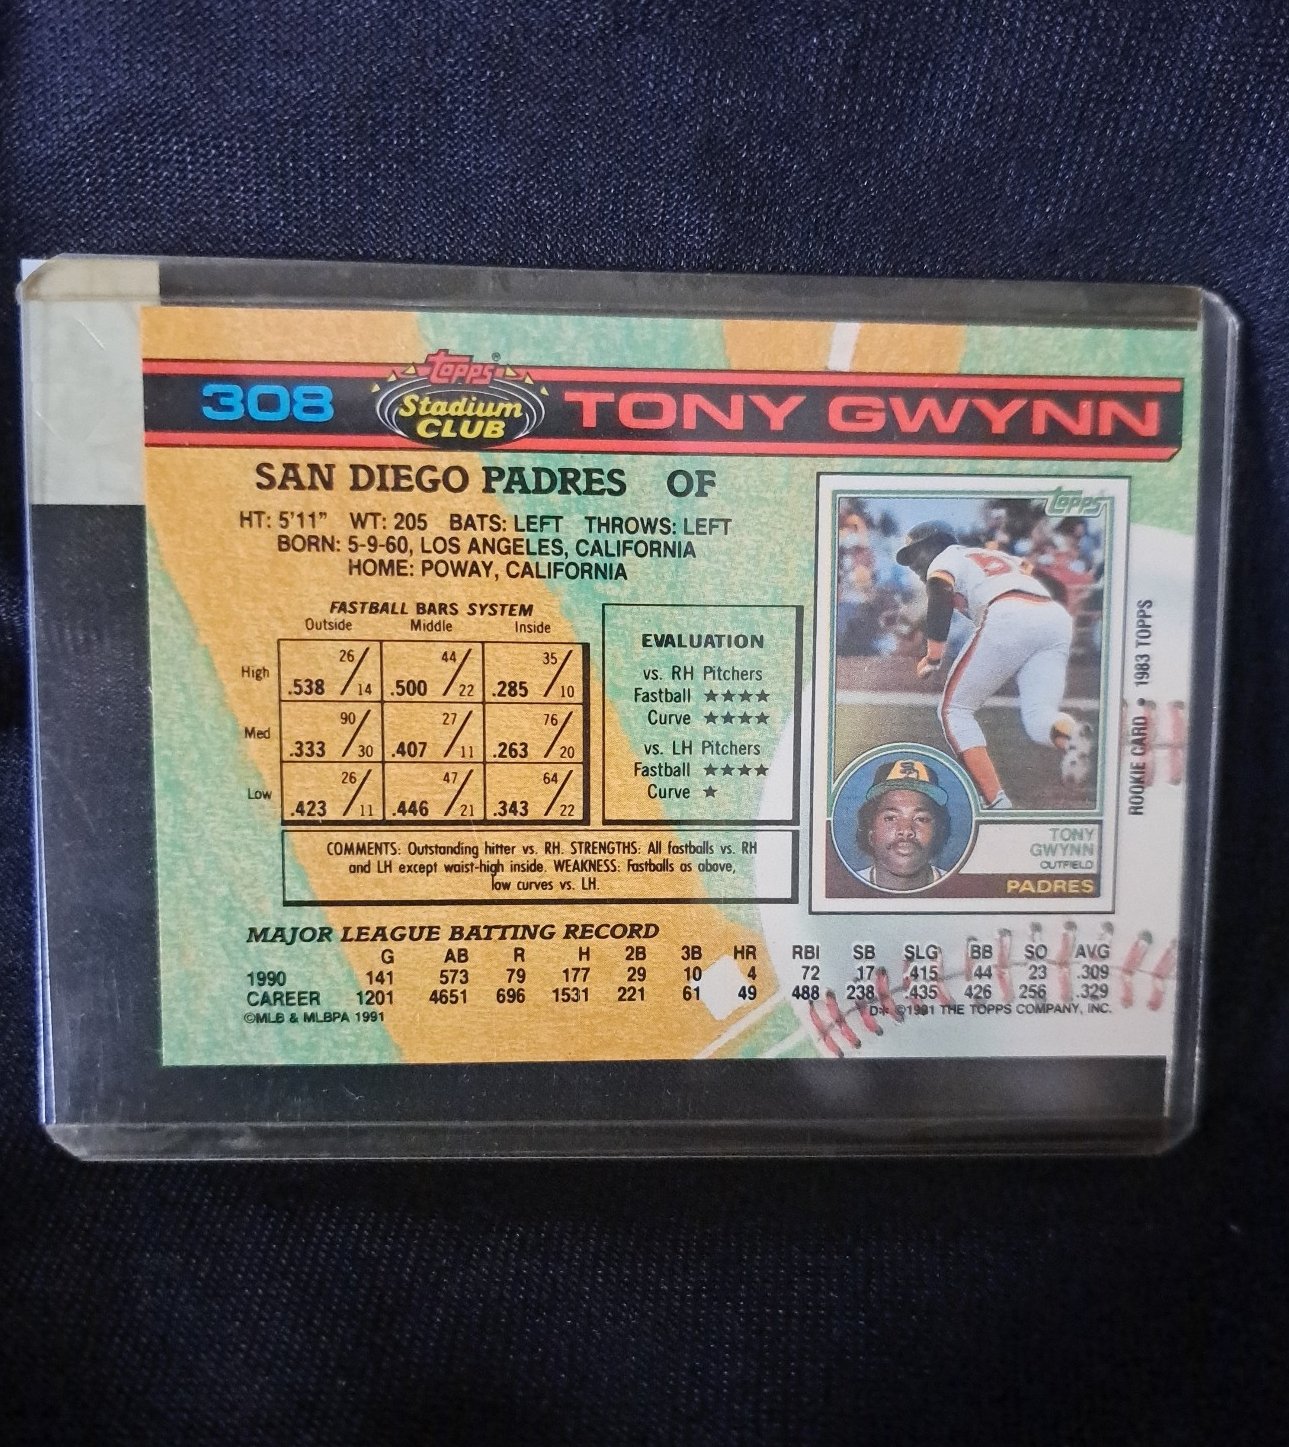 308 Topps® Stadium CLUB TONY GWYNN
SAN DIEGO PADRES OF
HT: 5'11" WT: 205 BATS: LEFT THROWS: LEFT
BORN: 5-9-60, LOS ANGELES, CALIFORNIA
HOME: POWAY, CALIFORNIA
FASTBALL BARS SYSTEM
Outside Middle Inside
High .538 26/14 .500 44/22 .285 35/10
Med .333 90/30 .407 27/11 .263 76/20
Low .423 26/11 .446 47/21 .343 64/22
EVALUATION
vs. RH Pitchers
Fastball ★★★★
Curve ★★★★
vs. LH Pitchers
Fastball ★★★★
Curve ★
COMMENTS: Outstanding hitter vs. RH. STRENGTHS: All fastballs vs. RH
and LH except waist-high inside. WEAKNESS: Fastballs as above,
low curves vs. LH.
Topps
SD
TONY
GWYNN
OUTFIELD
PADRES
ROOKIE CARD • 1983 TOPPS
MAJOR LEAGUE BATTING RECORD
G AB R H 2B 3B HR RBI SB SLG BB SO AVG
1990 141 573 79 177 29 10 4 72 17 .415 44 23 .309
CAREER 1201 4651 696 1531 221 61 49 488 238 .435 426 256 .329
©MLB & MLBPA 1991 D* ©1991 THE TOPPS COMPANY, INC.